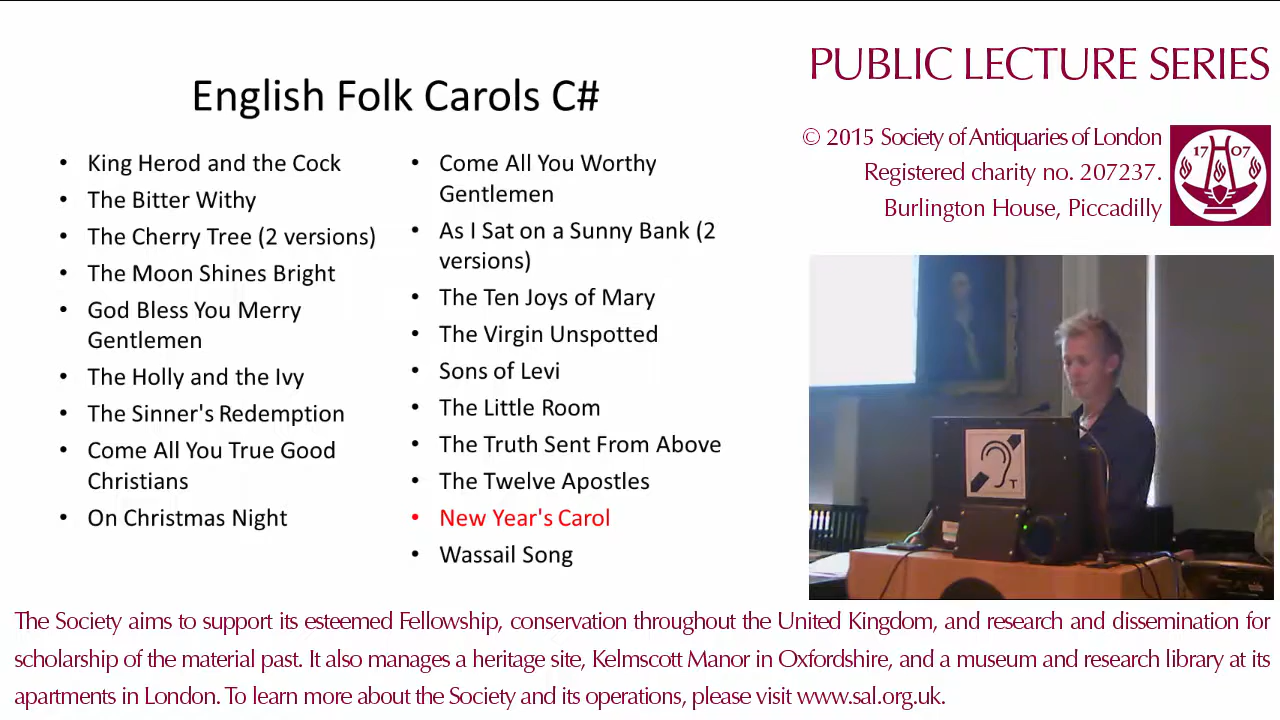 English Folk Carols C#
• King Herod and the Cock
• The Bitter Withy
• The Cherry Tree (2 versions)
• The Moon Shines Bright
• God Bless You Merry
Gentlemen
• The Holly and the Ivy
• The Sinner's Redemption
• Come All You True Good
Christians
• On Christmas Night
• Come All You Worthy
Gentlemen
• As I Sat on a Sunny Bank (2
versions)
• The Ten Joys of Mary
• The Virgin Unspotted
• Sons of Levi
• The Little Room
• The Truth Sent From Above
• The Twelve Apostles
• New Year's Carol
• Wassail Song
PUBLIC LECTURE SERIES
© 2015 Society of Antiquaries of London
Registered charity no. 207237.
Burlington House, Piccadilly
17 07
T
The Society aims to support its esteemed Fellowship, conservation throughout the United Kingdom, and research and dissemination for
scholarship of the material past. It also manages a heritage site, Kelmscott Manor in Oxfordshire, and a museum and research library at its
apartments in London. To learn more about the Society and its operations, please visit www.sal.org.uk.